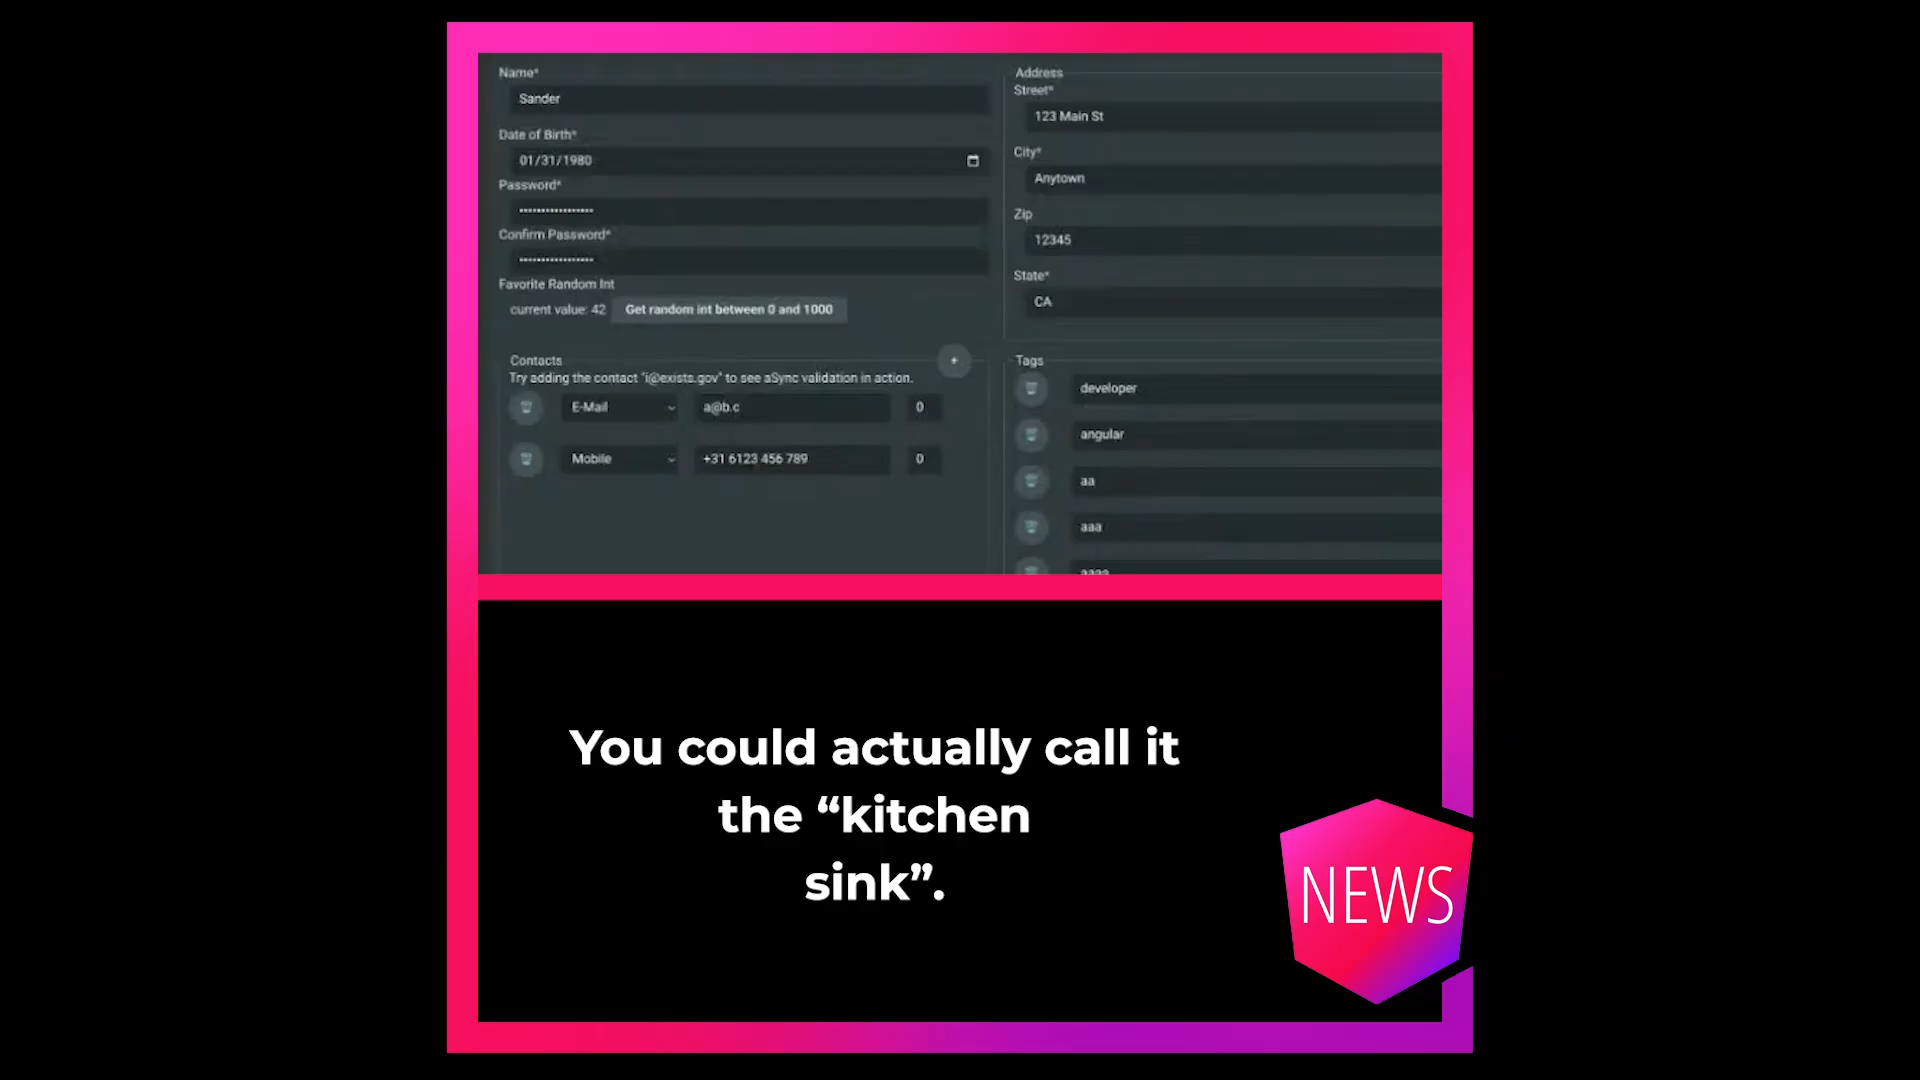 Name*
Sander
Date of Birth*
01/31/1980
Password*
Confirm Password*
Favorite Random Int
current value: 42 Get random int between 0 and 1000
Contacts
+
Try adding the contact "i@exists.gov" to see aSync validation in action.
E-Mail a@b.c 0
Mobile +31 6123 456 789 0
Address
Street*
123 Main St
City*
Anytown
Zip
12345
State*
CA
Tags
developer
angular
aa
aaa
aaaa
You could actually call it
the “kitchen
sink”.
NEWS